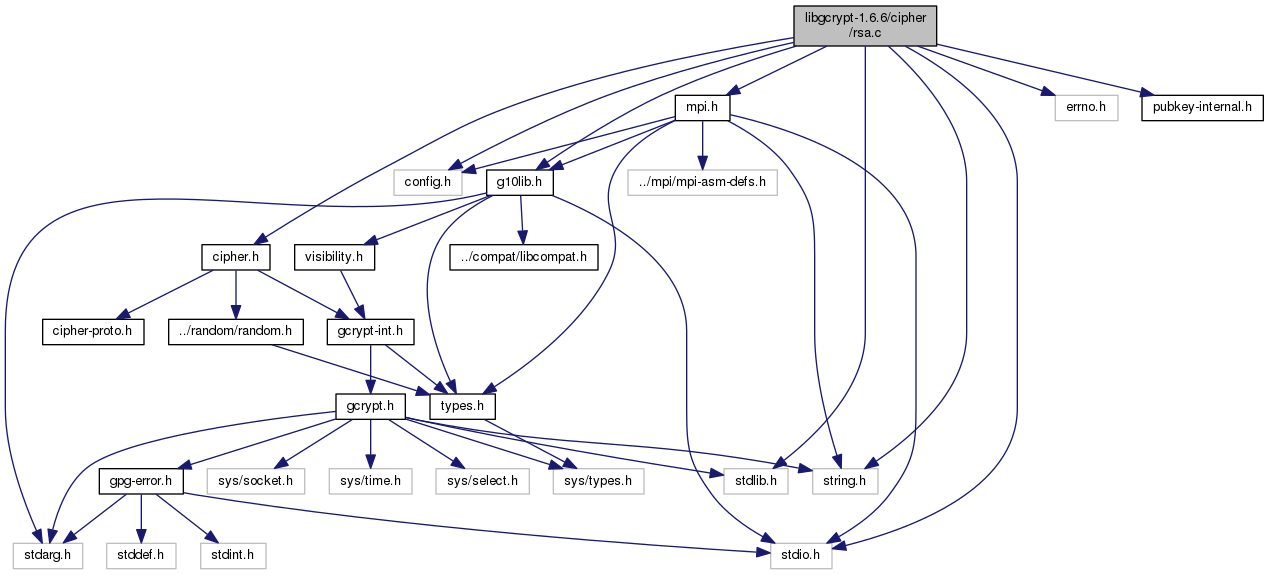 libgcrypt-1.6.6/cipher
/rsa.c
mpi.h
errno.h
pubkey-internal.h
config.h
g10lib.h
../mpi/mpi-asm-defs.h
cipher.h
visibility.h
../compat/libcompat.h
cipher-proto.h
../random/random.h
gcrypt-int.h
gcrypt.h
types.h
gpg-error.h
sys/socket.h
sys/time.h
sys/select.h
sys/types.h
stdlib.h
string.h
stdarg.h
stddef.h
stdint.h
stdio.h